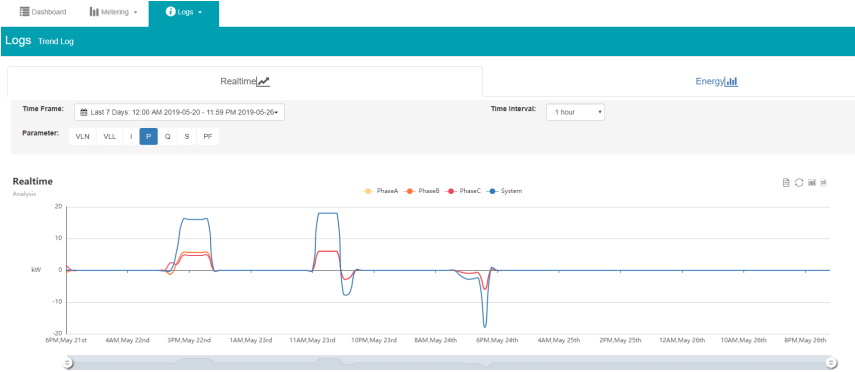 Dashboard Metering Logs
Logs Trend Log
Realtime Energy
Time Frame: Last 7 Days: 12:00 AM 2019-05-20 - 11:59 PM 2019-05-26 Time Interval: 1 hour
Parameter: VLN VLL I P Q S PF
Realtime
Analysis
PhaseA PhaseB PhaseC System
20
10
kW 0
-10
-20
6PM,May 21st 4AM,May 22nd 3PM,May 22nd 1AM,May 23rd 11AM,May 23rd 10PM,May 23rd 8AM,May 24th 6PM,May 24th 4AM,May 25th 2PM,May 25th 12AM,May 26th 10AM,May 26th 8PM,May 26th